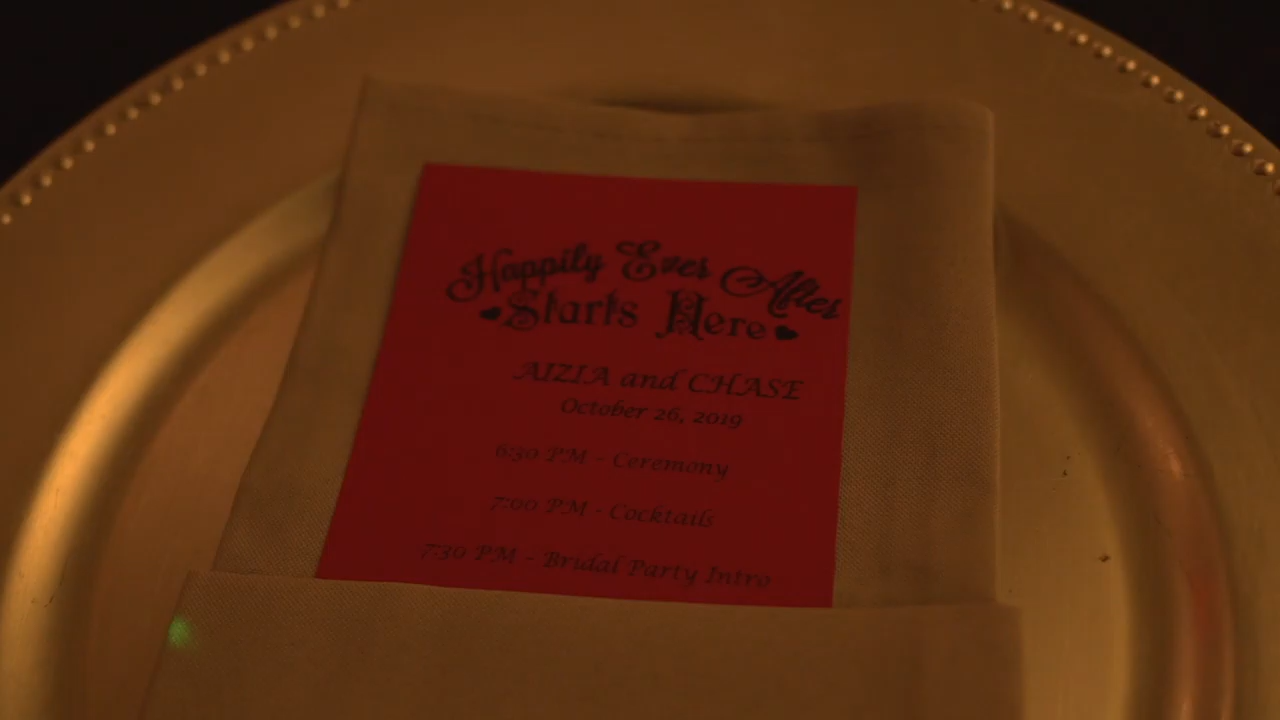 Happily Ever After
Starts Here
AIZIA and CHASE
October 26, 2019
6:30 PM - Ceremony
7:00 PM - Cocktails
7:30 PM - Bridal Party Intro